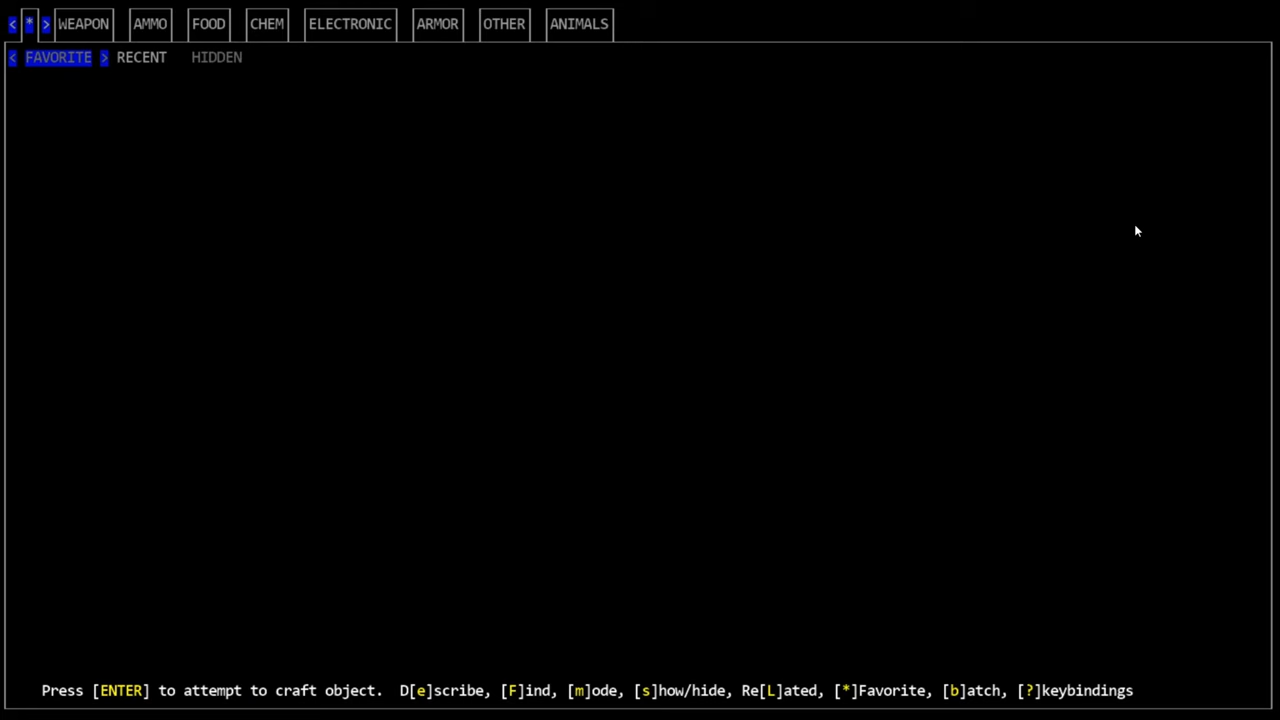 < * > WEAPON AMMO FOOD CHEM ELECTRONIC ARMOR OTHER ANIMALS
< FAVORITE > RECENT HIDDEN
Press [ENTER] to attempt to craft object. D[e]scribe, [F]ind, [m]ode, [s]how/hide, Re[L]ated, [*]Favorite, [b]atch, [?]keybindings